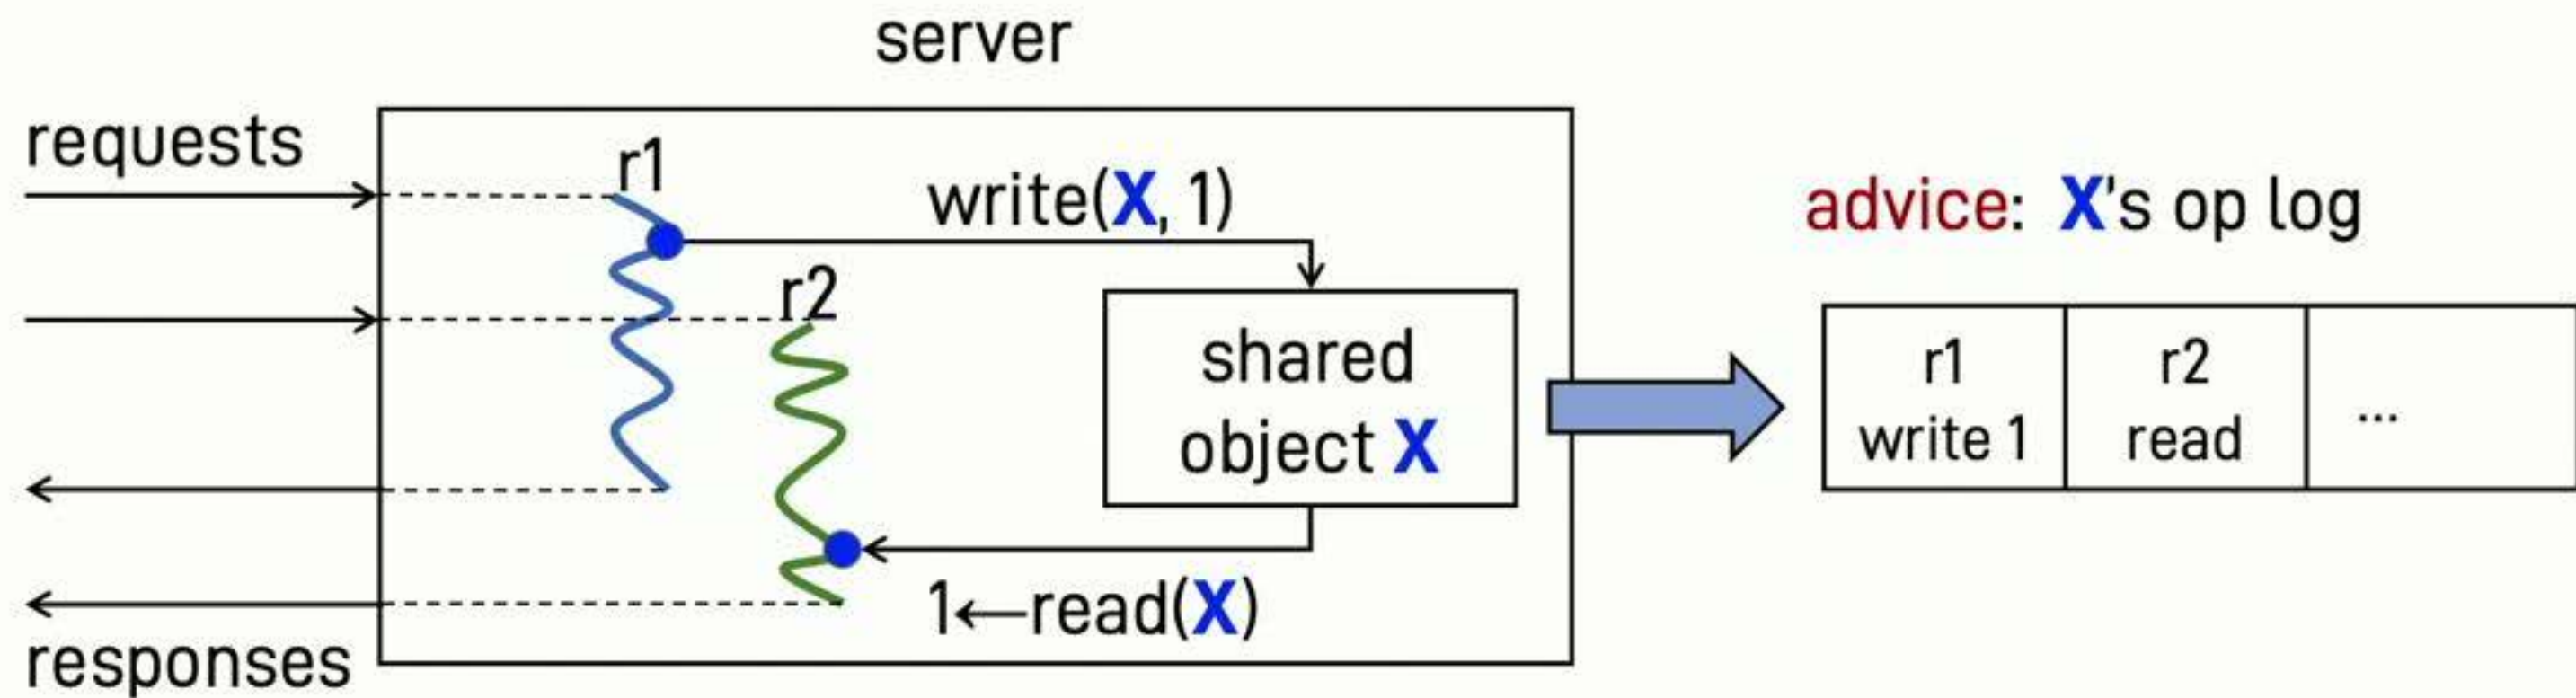 server
requests
r1
write(X, 1)
r2
shared
object X
1←read(X)
responses
advice: X's op log
r1
write 1
r2
read
...